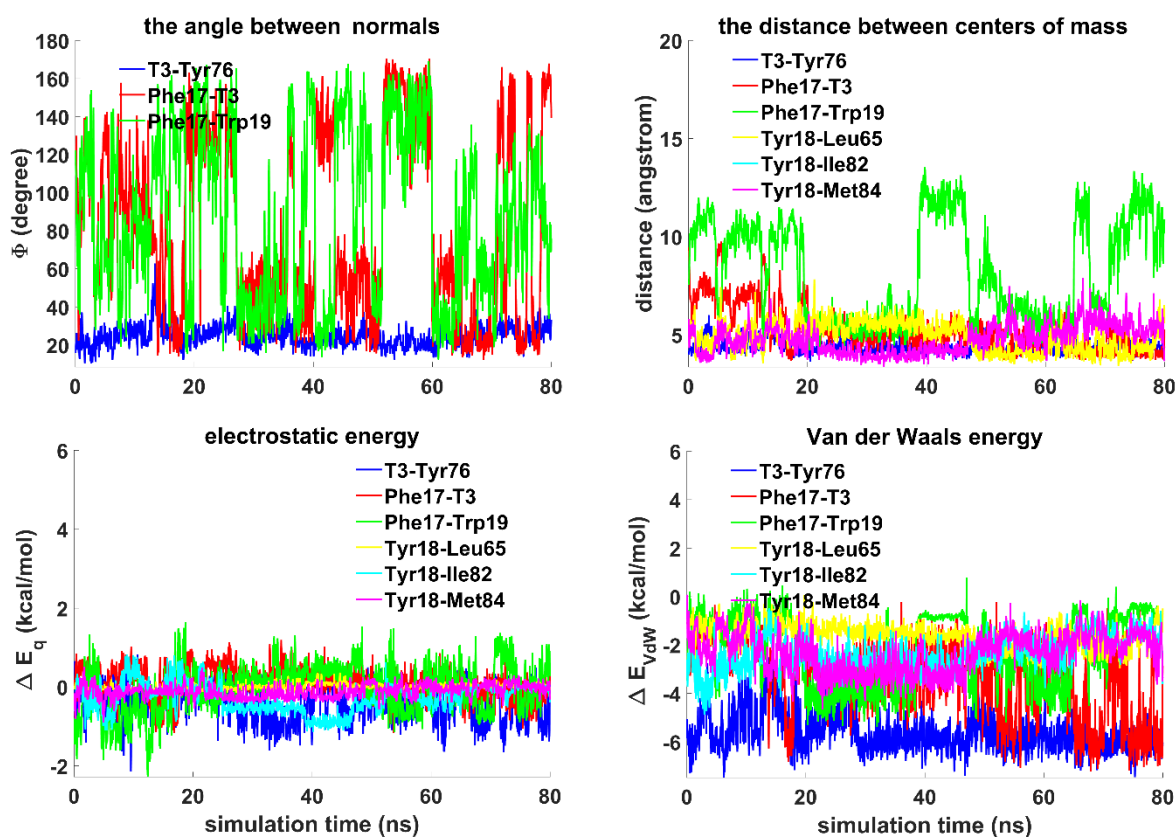 the angle between normals
180
160
140
120
100
80
60
40
20
Φ (degree)
T3-Tyr76
Phe17-T3
Phe17-Trp19
0
20
40
60
80
the distance between centers of mass
20
15
10
5
distance (angstrom)
T3-Tyr76
Phe17-T3
Phe17-Trp19
Tyr18-Leu65
Tyr18-Ile82
Tyr18-Met84
0
20
40
60
80
electrostatic energy
6
4
2
0
-2
Δ E_q (kcal/mol)
T3-Tyr76
Phe17-T3
Phe17-Trp19
Tyr18-Leu65
Tyr18-Ile82
Tyr18-Met84
0
20
40
60
80
simulation time (ns)
Van der Waals energy
6
4
2
0
-2
-4
-6
Δ E_VdW (kcal/mol)
T3-Tyr76
Phe17-T3
Phe17-Trp19
Tyr18-Leu65
Tyr18-Ile82
Tyr18-Met84
0
20
40
60
80
simulation time (ns)